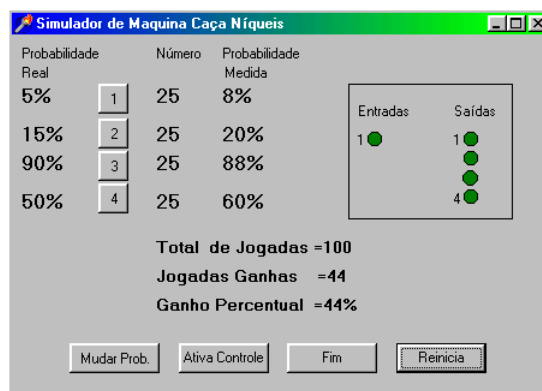 Simulador de Maquina Caça Níqueis
Probabilidade Real
Número
Probabilidade Medida
5% 1 25 8%
15% 2 25 20%
90% 3 25 88%
50% 4 25 60%
Entradas Saídas
1 1
4
Total de Jogadas =100
Jogadas Ganhas =44
Ganho Percentual =44%
Mudar Prob. Ativa Controle Fim Reinicia